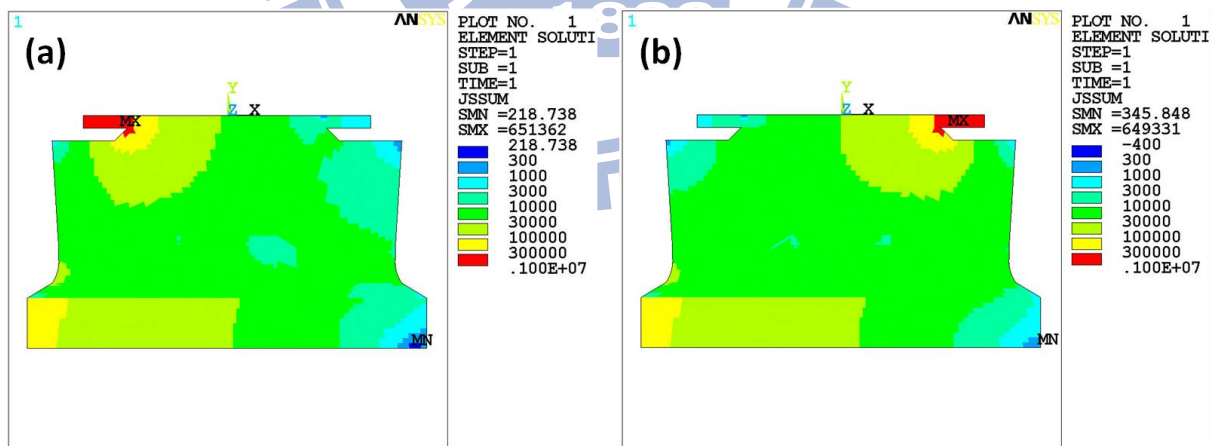 1
ANSYS
(a)
PLOT NO. 1
ELEMENT SOLUTI
STEP=1
SUB =1
TIME=1
JSSUM
SMN =218.738
SMX =651362
218.738
300
1000
3000
10000
30000
100000
300000
.100E+07
Y
Z X
MX
MN
1
ANSYS
(b)
PLOT NO. 1
ELEMENT SOLUTI
STEP=1
SUB =1
TIME=1
JSSUM
SMN =345.848
SMX =649331
-400
300
1000
3000
10000
30000
100000
300000
.100E+07
Y
Z X
MX
MN